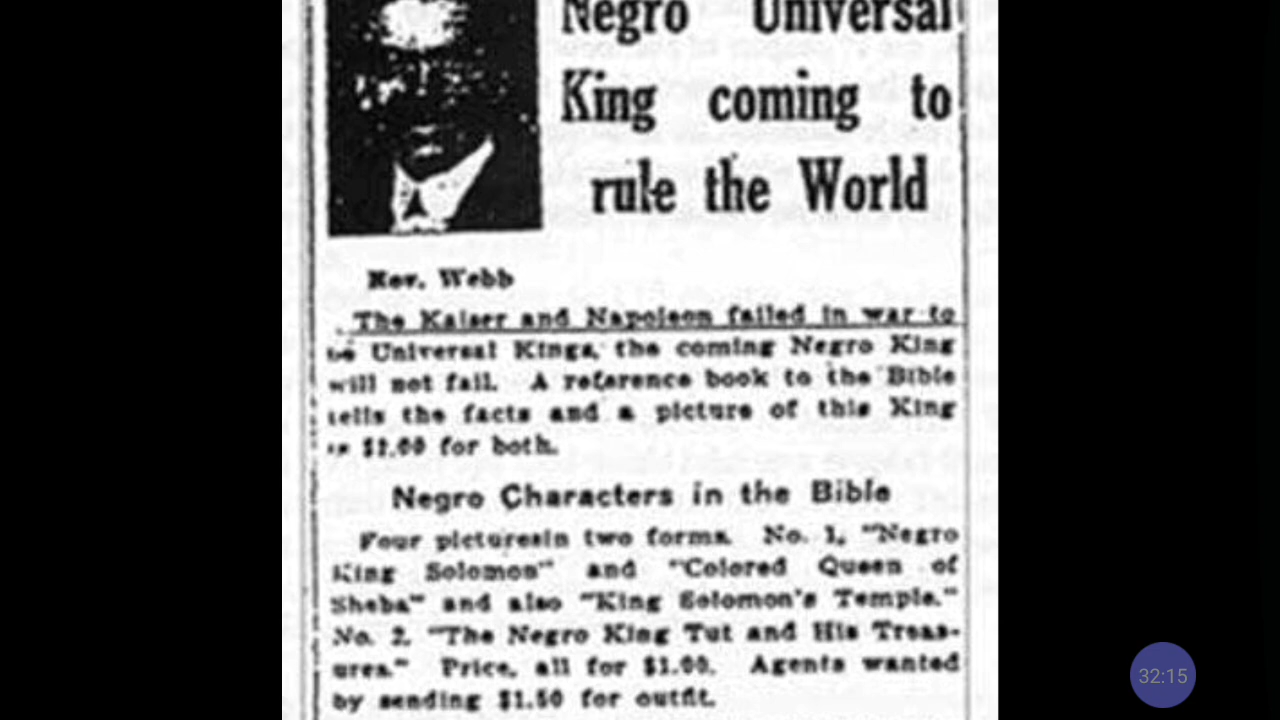 Negro Universal
King coming to
rule the World
Rev. Webb
The Kaiser and Napoleon failed in war to
be Universal Kings, the coming Negro King
will not fail. A reference book to the Bible
tells the facts and a picture of this King
$1.00 for both.
Negro Characters in the Bible
Four picturesin two forms. No. 1, "Negro
King Solomon" and "Colored Queen of
Sheba" and also "King Solomon's Temple."
No. 2, "The Negro King Tut and His Treas-
ures." Price, all for $1.00. Agents wanted
by sending $1.50 for outfit.
32:15